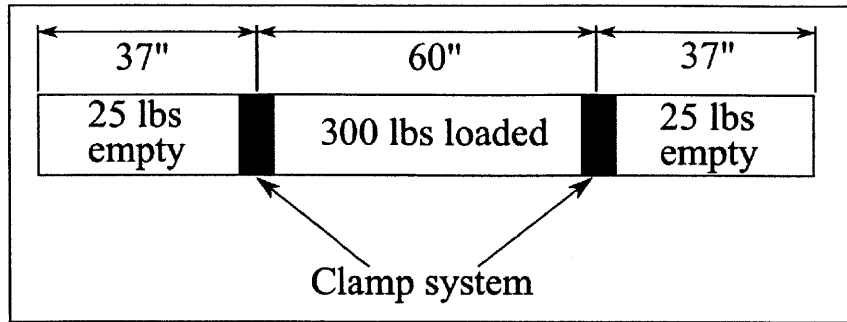 37" 60" 37"
25 lbs
empty
300 lbs loaded
25 lbs
empty
Clamp system